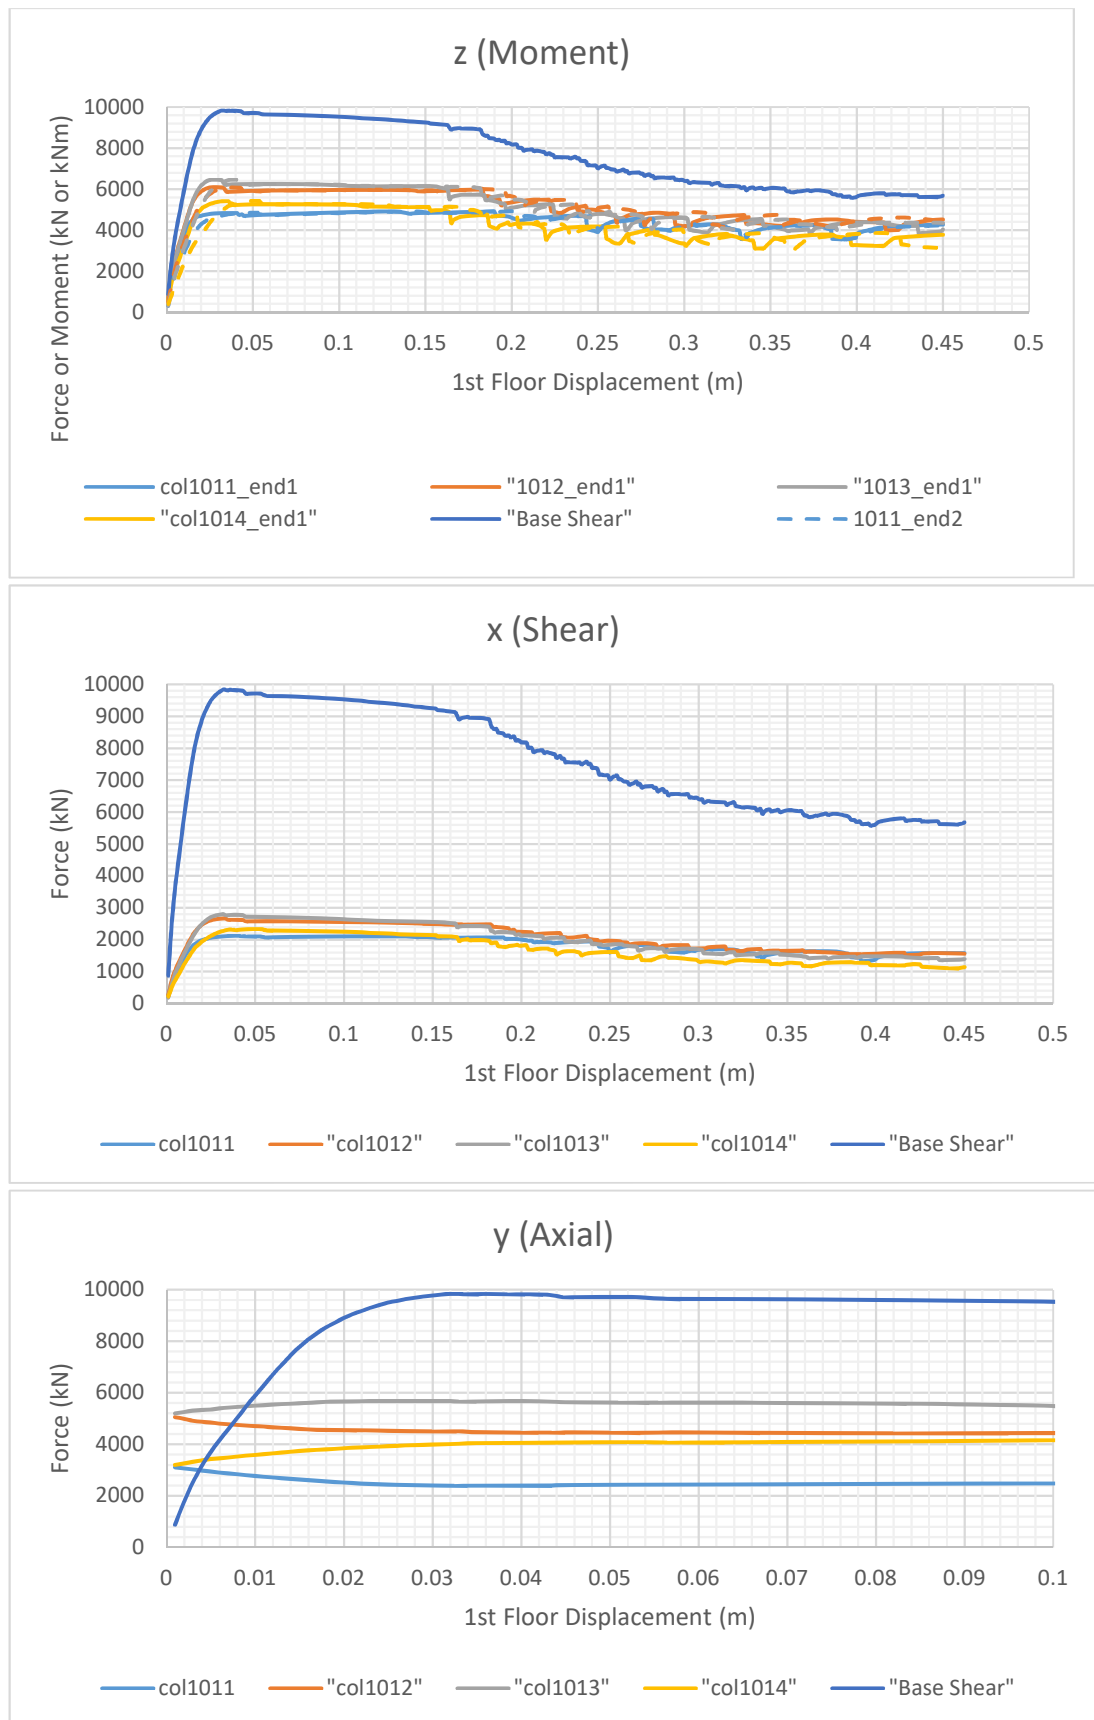 z (Moment)
Force or Moment (kN or kNm)
10000
8000
6000
4000
2000
0
0 0.05 0.1 0.15 0.2 0.25 0.3 0.35 0.4 0.45 0.5
1st Floor Displacement (m)
col1011_end1 "1012_end1" "1013_end1"
"col1014_end1" "Base Shear" 1011_end2
x (Shear)
Force (kN)
10000
9000
8000
7000
6000
5000
4000
3000
2000
1000
0
0 0.05 0.1 0.15 0.2 0.25 0.3 0.35 0.4 0.45 0.5
1st Floor Displacement (m)
col1011 "col1012" "col1013" "col1014" "Base Shear"
y (Axial)
Force (kN)
10000
8000
6000
4000
2000
0
0 0.01 0.02 0.03 0.04 0.05 0.06 0.07 0.08 0.09 0.1
1st Floor Displacement (m)
col1011 "col1012" "col1013" "col1014" "Base Shear"